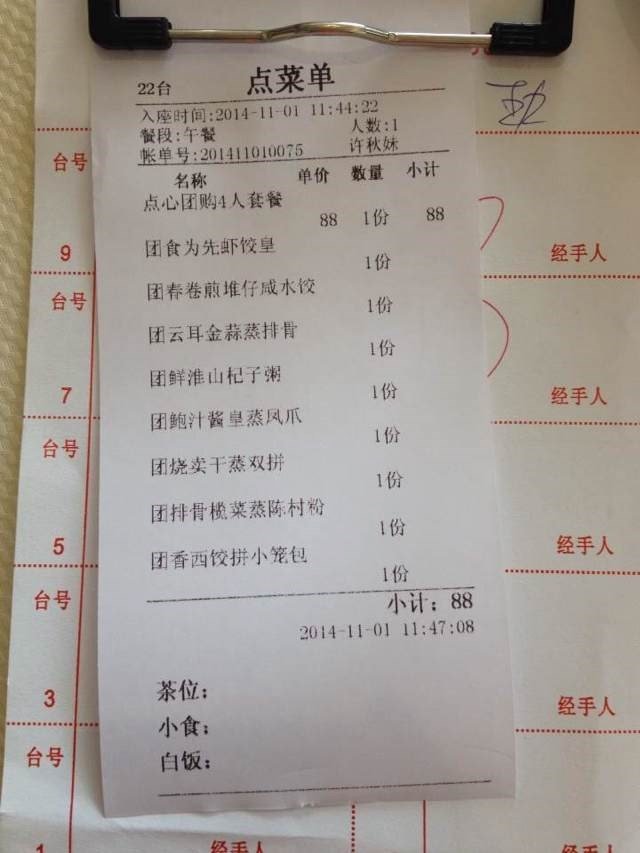 22台 点菜单
入座时间:2014-11-01 11:44:22
餐段:午餐 人数:1
帐单号:201411010075 许秋妹
名称 单价 数量 小计
点心团购4人套餐
88 1份 88
团食为先虾饺皇
1份
团春卷煎堆仔咸水饺
1份
团云耳金蒜蒸排骨
1份
团鲜淮山杞子粥
1份
团鲍汁酱皇蒸凤爪
1份
团烧卖干蒸双拼
1份
团排骨榄菜蒸陈村粉
1份
团香西饺拼小笼包
1份
小计: 88
2014-11-01 11:47:08
茶位:
小食:
白饭:
台号
9 经手人
台号
7 经手人
台号
5 经手人
台号
3 经手人
台号
1 经手人 经手人